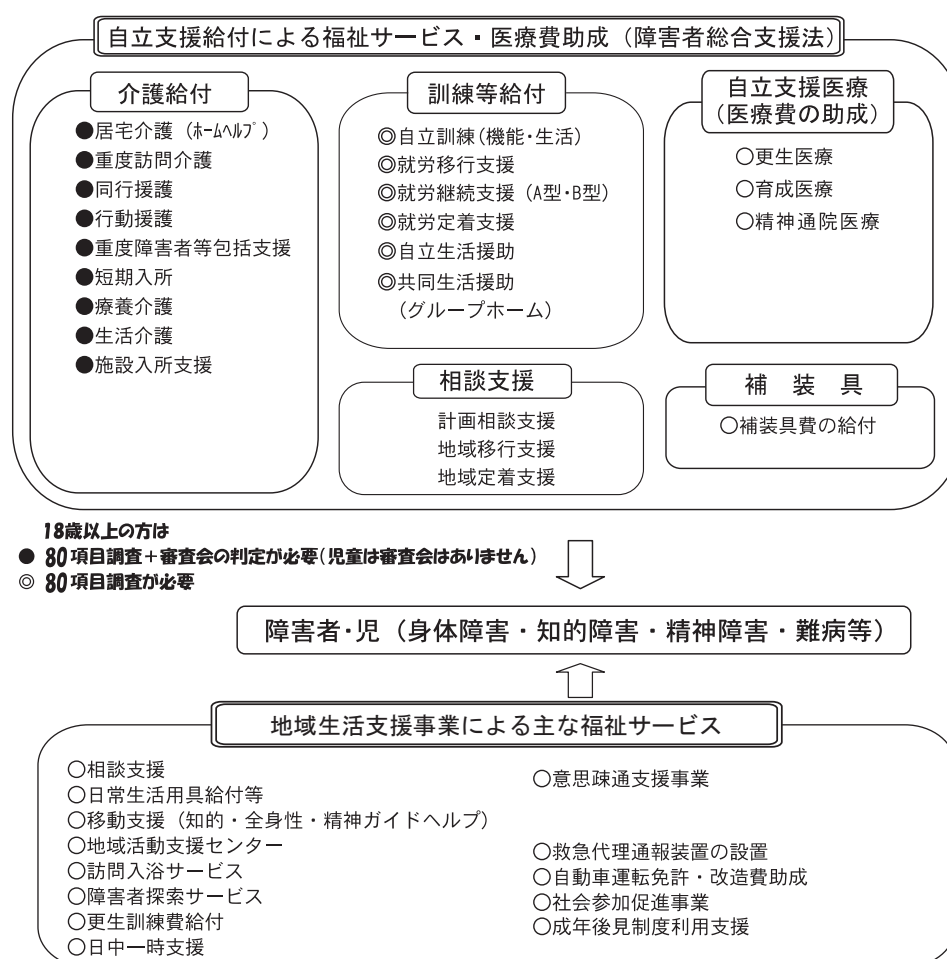 自立支援給付による福祉サービス・医療費助成（障害者総合支援法）
介護給付
●居宅介護（ﾎｰﾑﾍﾙﾌﾟ）
●重度訪問介護
●同行援護
●行動援護
●重度障害者等包括支援
●短期入所
●療養介護
●生活介護
●施設入所支援
訓練等給付
◎自立訓練(機能・生活)
◎就労移行支援
◎就労継続支援（A型・B型）
◎就労定着支援
◎自立生活援助
◎共同生活援助
（グループホーム）
自立支援医療
（医療費の助成）
○更生医療
○育成医療
○精神通院医療
相談支援
計画相談支援
地域移行支援
地域定着支援
補　装　具
○補装具費の給付
18歳以上の方は
● 80項目調査＋審査会の判定が必要（児童は審査会はありません）
◎ 80項目調査が必要
障害者・児（身体障害・知的障害・精神障害・難病等）
地域生活支援事業による主な福祉サービス
○相談支援
○日常生活用具給付等
○移動支援（知的・全身性・精神ガイドヘルプ）
○地域活動支援センター
○訪問入浴サービス
○障害者探索サービス
○更生訓練費給付
○日中一時支援
○意思疎通支援事業
○救急代理通報装置の設置
○自動車運転免許・改造費助成
○社会参加促進事業
○成年後見制度利用支援